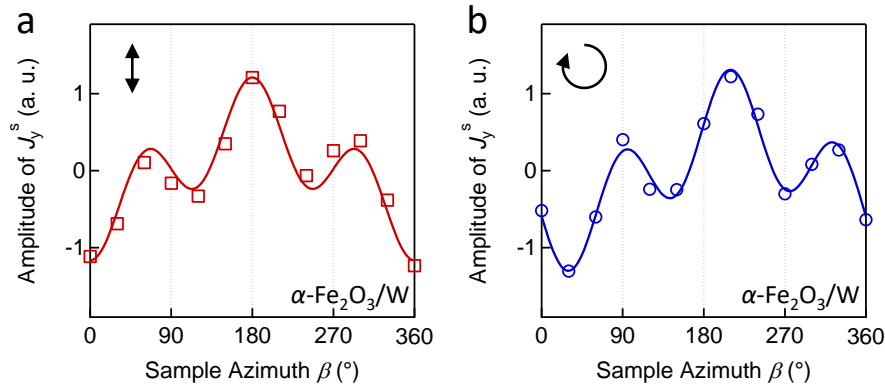 a
Amplitude of J_y^s (a. u.)
1
0
-1
α-Fe₂O₃/W
0 90 180 270 360
Sample Azimuth β (°)
b
Amplitude of J_y^s (a. u.)
1
0
-1
α-Fe₂O₃/W
0 90 180 270 360
Sample Azimuth β (°)